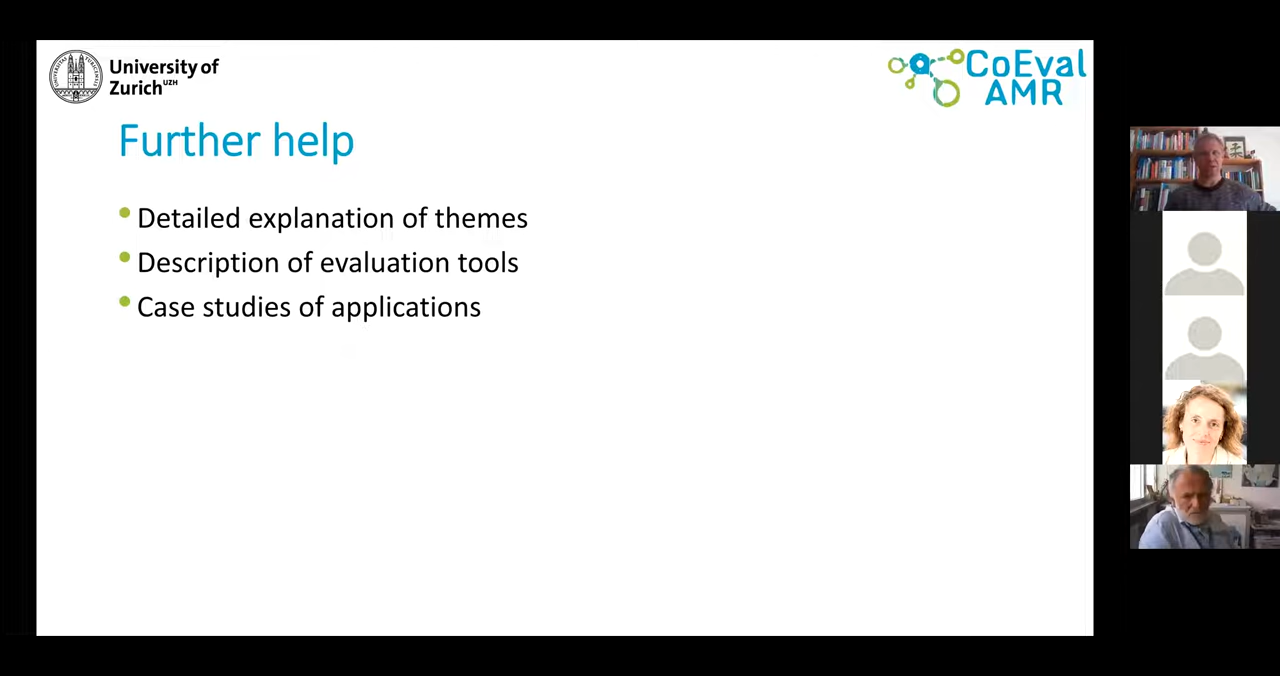 University of
Zurich UZH
CoEval
AMR
Further help
Detailed explanation of themes
Description of evaluation tools
Case studies of applications